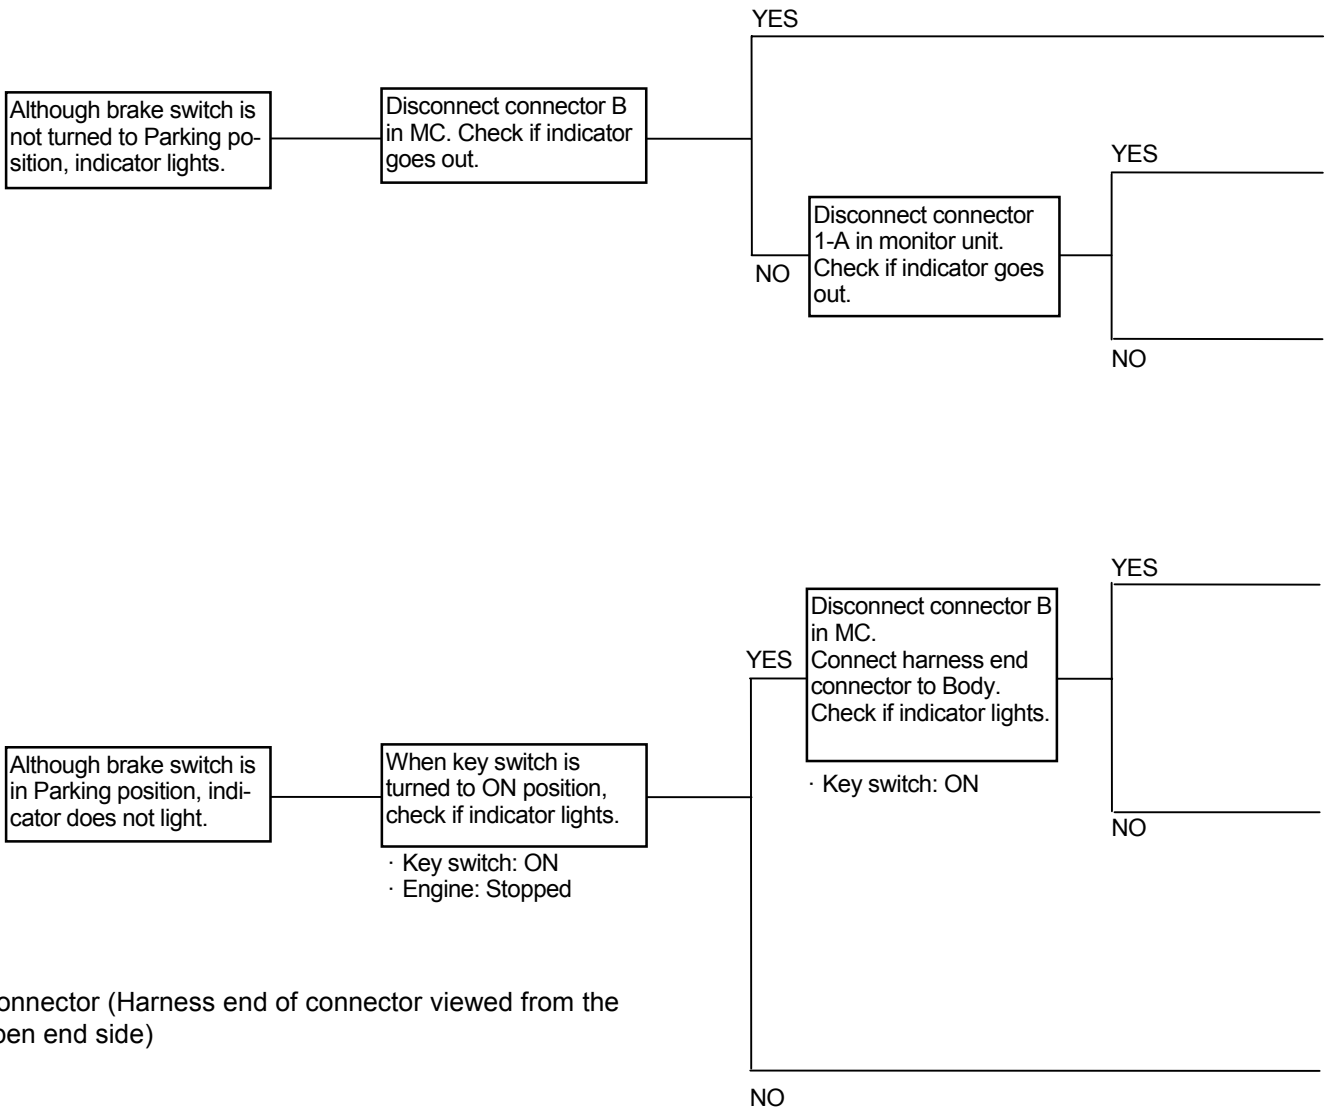 YES
Although brake switch is
not turned to Parking po-
sition, indicator lights.
Disconnect connector B
in MC. Check if indicator
goes out.
YES
NO
Disconnect connector
1-A in monitor unit.
Check if indicator goes
out.
NO
YES
Disconnect connector B
in MC.
Connect harness end
connector to Body.
Check if indicator lights.
YES
· Key switch: ON
Although brake switch is
in Parking position, indi-
cator does not light.
When key switch is
turned to ON position,
check if indicator lights.
· Key switch: ON
· Engine: Stopped
NO
onnector (Harness end of connector viewed from the
pen end side)
NO